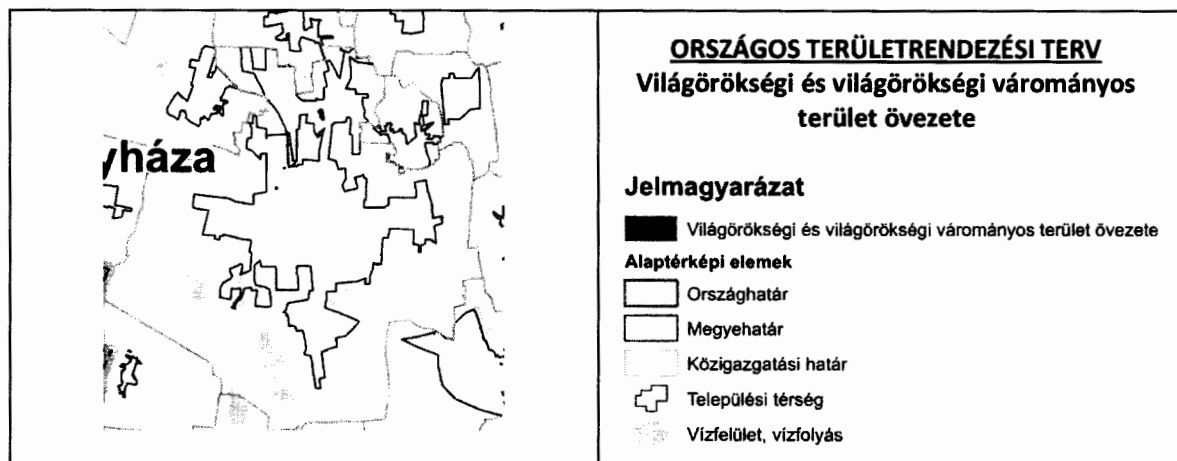 yháza
ORSZÁGOS TERÜLETRENDEZÉSI TERV
Világörökségi és világörökségi várományos
terület övezete
Jelmagyarázat
Világörökségi és világörökségi várományos terület övezete
Alaptérképi elemek
Országhatár
Megyehatár
Közigazgatási határ
Települési térség
Vízfelület, vízfolyás